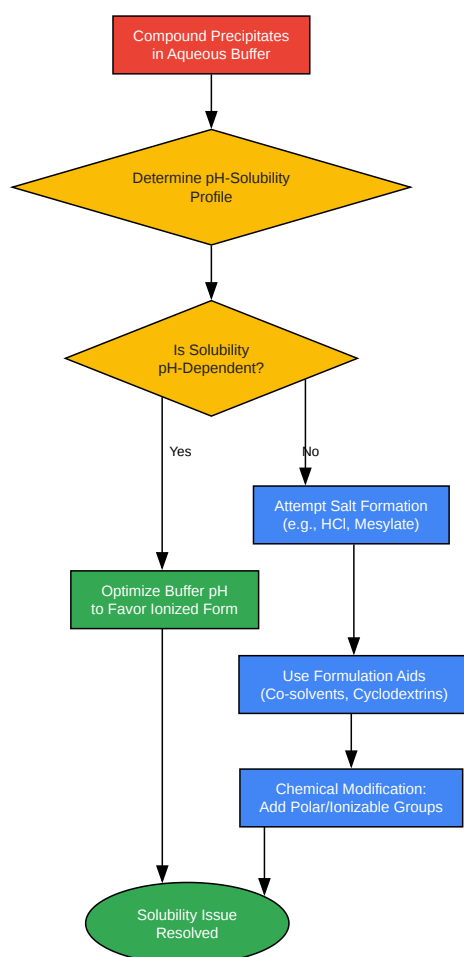 Compound Precipitates
in Aqueous Buffer
Determine pH-Solubility
Profile
Is Solubility
pH-Dependent?
Yes
No
Attempt Salt Formation
(e.g., HCl, Mesylate)
Optimize Buffer pH
to Favor Ionized Form
Use Formulation Aids
(Co-solvents, Cyclodextrins)
Chemical Modification:
Add Polar/Ionizable Groups
Solubility Issue
Resolved